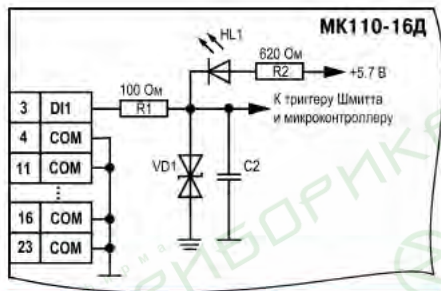 МК110-16Д
HL1
620 Ом
R2
+5.7 В
100 Ом
R1
К триггеру Шмитта
и микроконтроллеру
3 DI1
4 COM
11 COM
16 COM
23 COM
VD1
C2